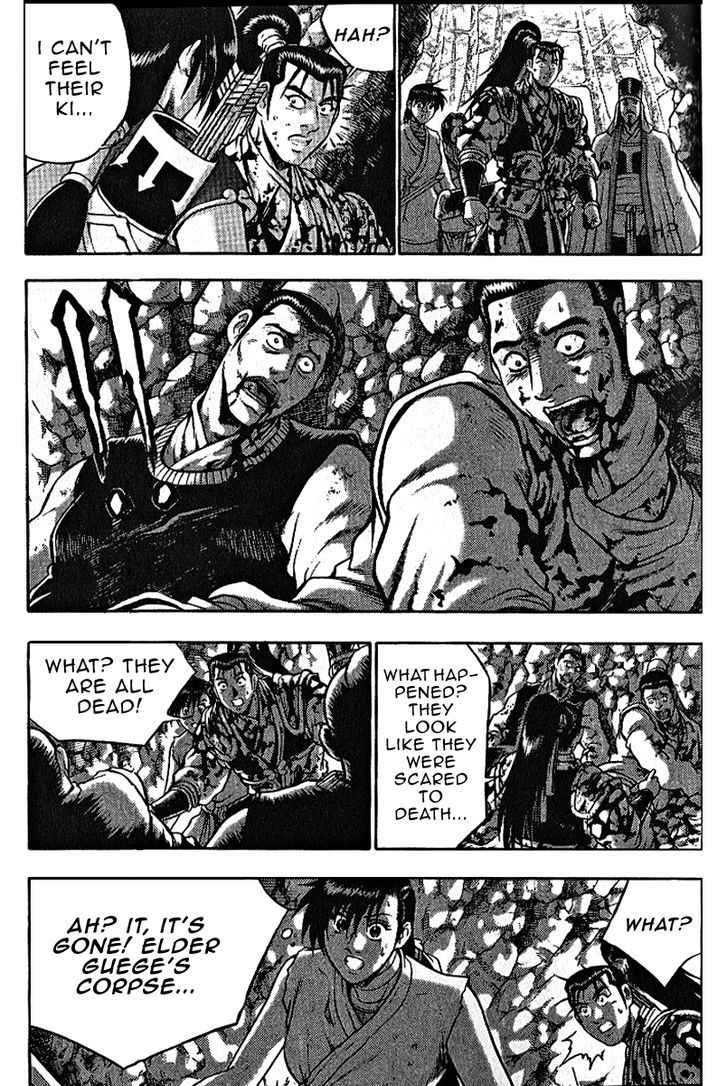 I CAN'T
FEEL
THEIR
KI...
HAH?
AH?
WHAT? THEY
ARE ALL
DEAD!
WHAT HAP-
PENED?
THEY
LOOK
LIKE THEY
WERE
SCARED
TO
DEATH...
AH? IT, IT'S
GONE! ELDER
GUEGE'S
CORPSE...
WHAT?